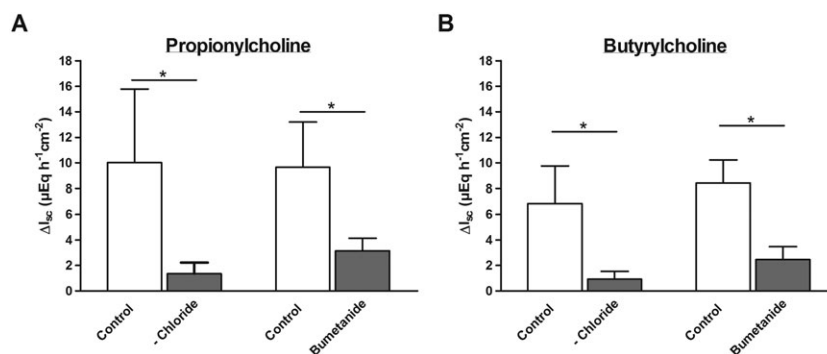 A
Propionylcholine
ΔIsc (μEq h⁻¹cm⁻²)
18
16
14
12
10
8
6
4
2
0
*
*
Control
- Chloride
Control
Bumetanide
B
Butyrylcholine
ΔIsc (μEq h⁻¹cm⁻²)
18
16
14
12
10
8
6
4
2
0
*
*
Control
- Chloride
Control
Bumetanide